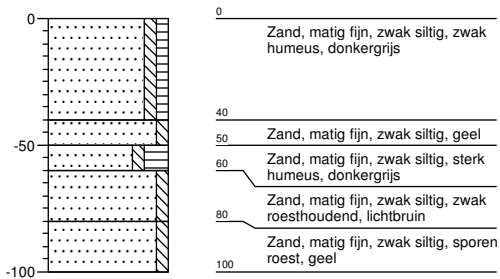 0
-50
-100
0
Zand, matig fijn, zwak siltig, zwak
humeus, donkergrijs
40
Zand, matig fijn, zwak siltig, geel
50
Zand, matig fijn, zwak siltig, sterk
humeus, donkergrijs
60
Zand, matig fijn, zwak siltig, zwak
roesthoudend, lichtbruin
80
Zand, matig fijn, zwak siltig, sporen
roest, geel
100